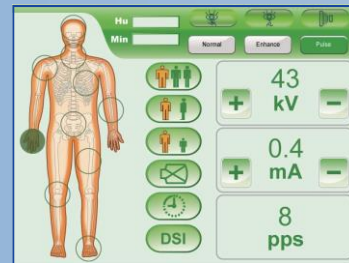 Hu
Min
Normal
Enhance
Pulse
43
+ kV −
0.4
+ mA −
DSI
8
pps